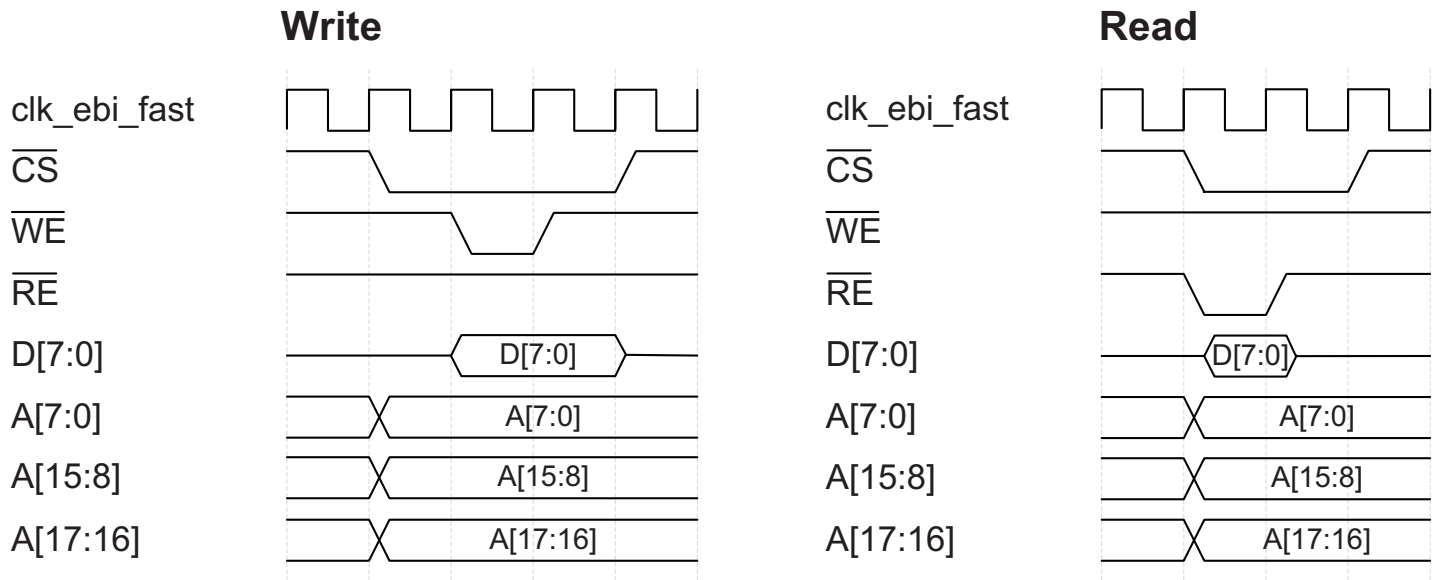 Write Read
clk_ebi_fast clk_ebi_fast
CS CS
WE WE
RE RE
D[7:0] D[7:0] D[7:0] D[7:0]
A[7:0] A[7:0] A[7:0] A[7:0]
A[15:8] A[15:8] A[15:8] A[15:8]
A[17:16] A[17:16] A[17:16] A[17:16]